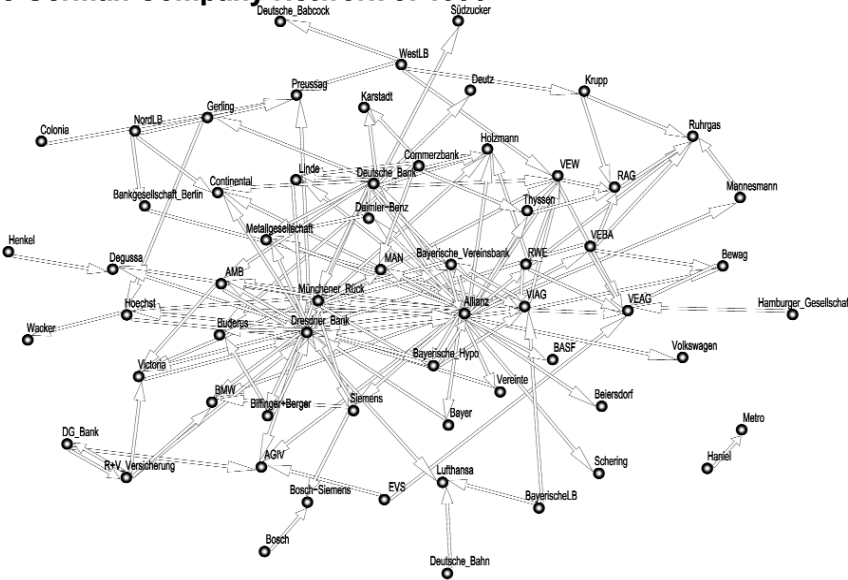 Deutsche_Babcock
Südzucker
WestLB
Preussag
Deutz
Krupp
Karstadt
Gerling
Colonia
NordLB
Holzmann
Ruhrgas
Commerzbank
VEW
Linde
Deutsche_Bank
RAG
Continental
Mannesmann
Bankgesellschaft_Berlin
Thyssen
Daimler-Benz
Metallgesellschaft
VEBA
Henkel
Degussa
MAN
Bayerische_Vereinsbank
RWE
Bewag
AMB
Münchener_Rück
Hoechst
Allianz
VIAG
VEAG
Hamburger_Gesellschaf
Buderus
Dresdner_Bank
Wacker
Bayerische_Hypo
BASF
Volkswagen
Victoria
Vereinte
BMW
Bilfinger+Berger
Siemens
Beiersdorf
Bayer
DG_Bank
Metro
AGIV
R+V_Versicherung
Lufthansa
Schering
Haniel
Bosch-Siemens
EVS
BayerischeLB
Bosch
Deutsche_Bahn